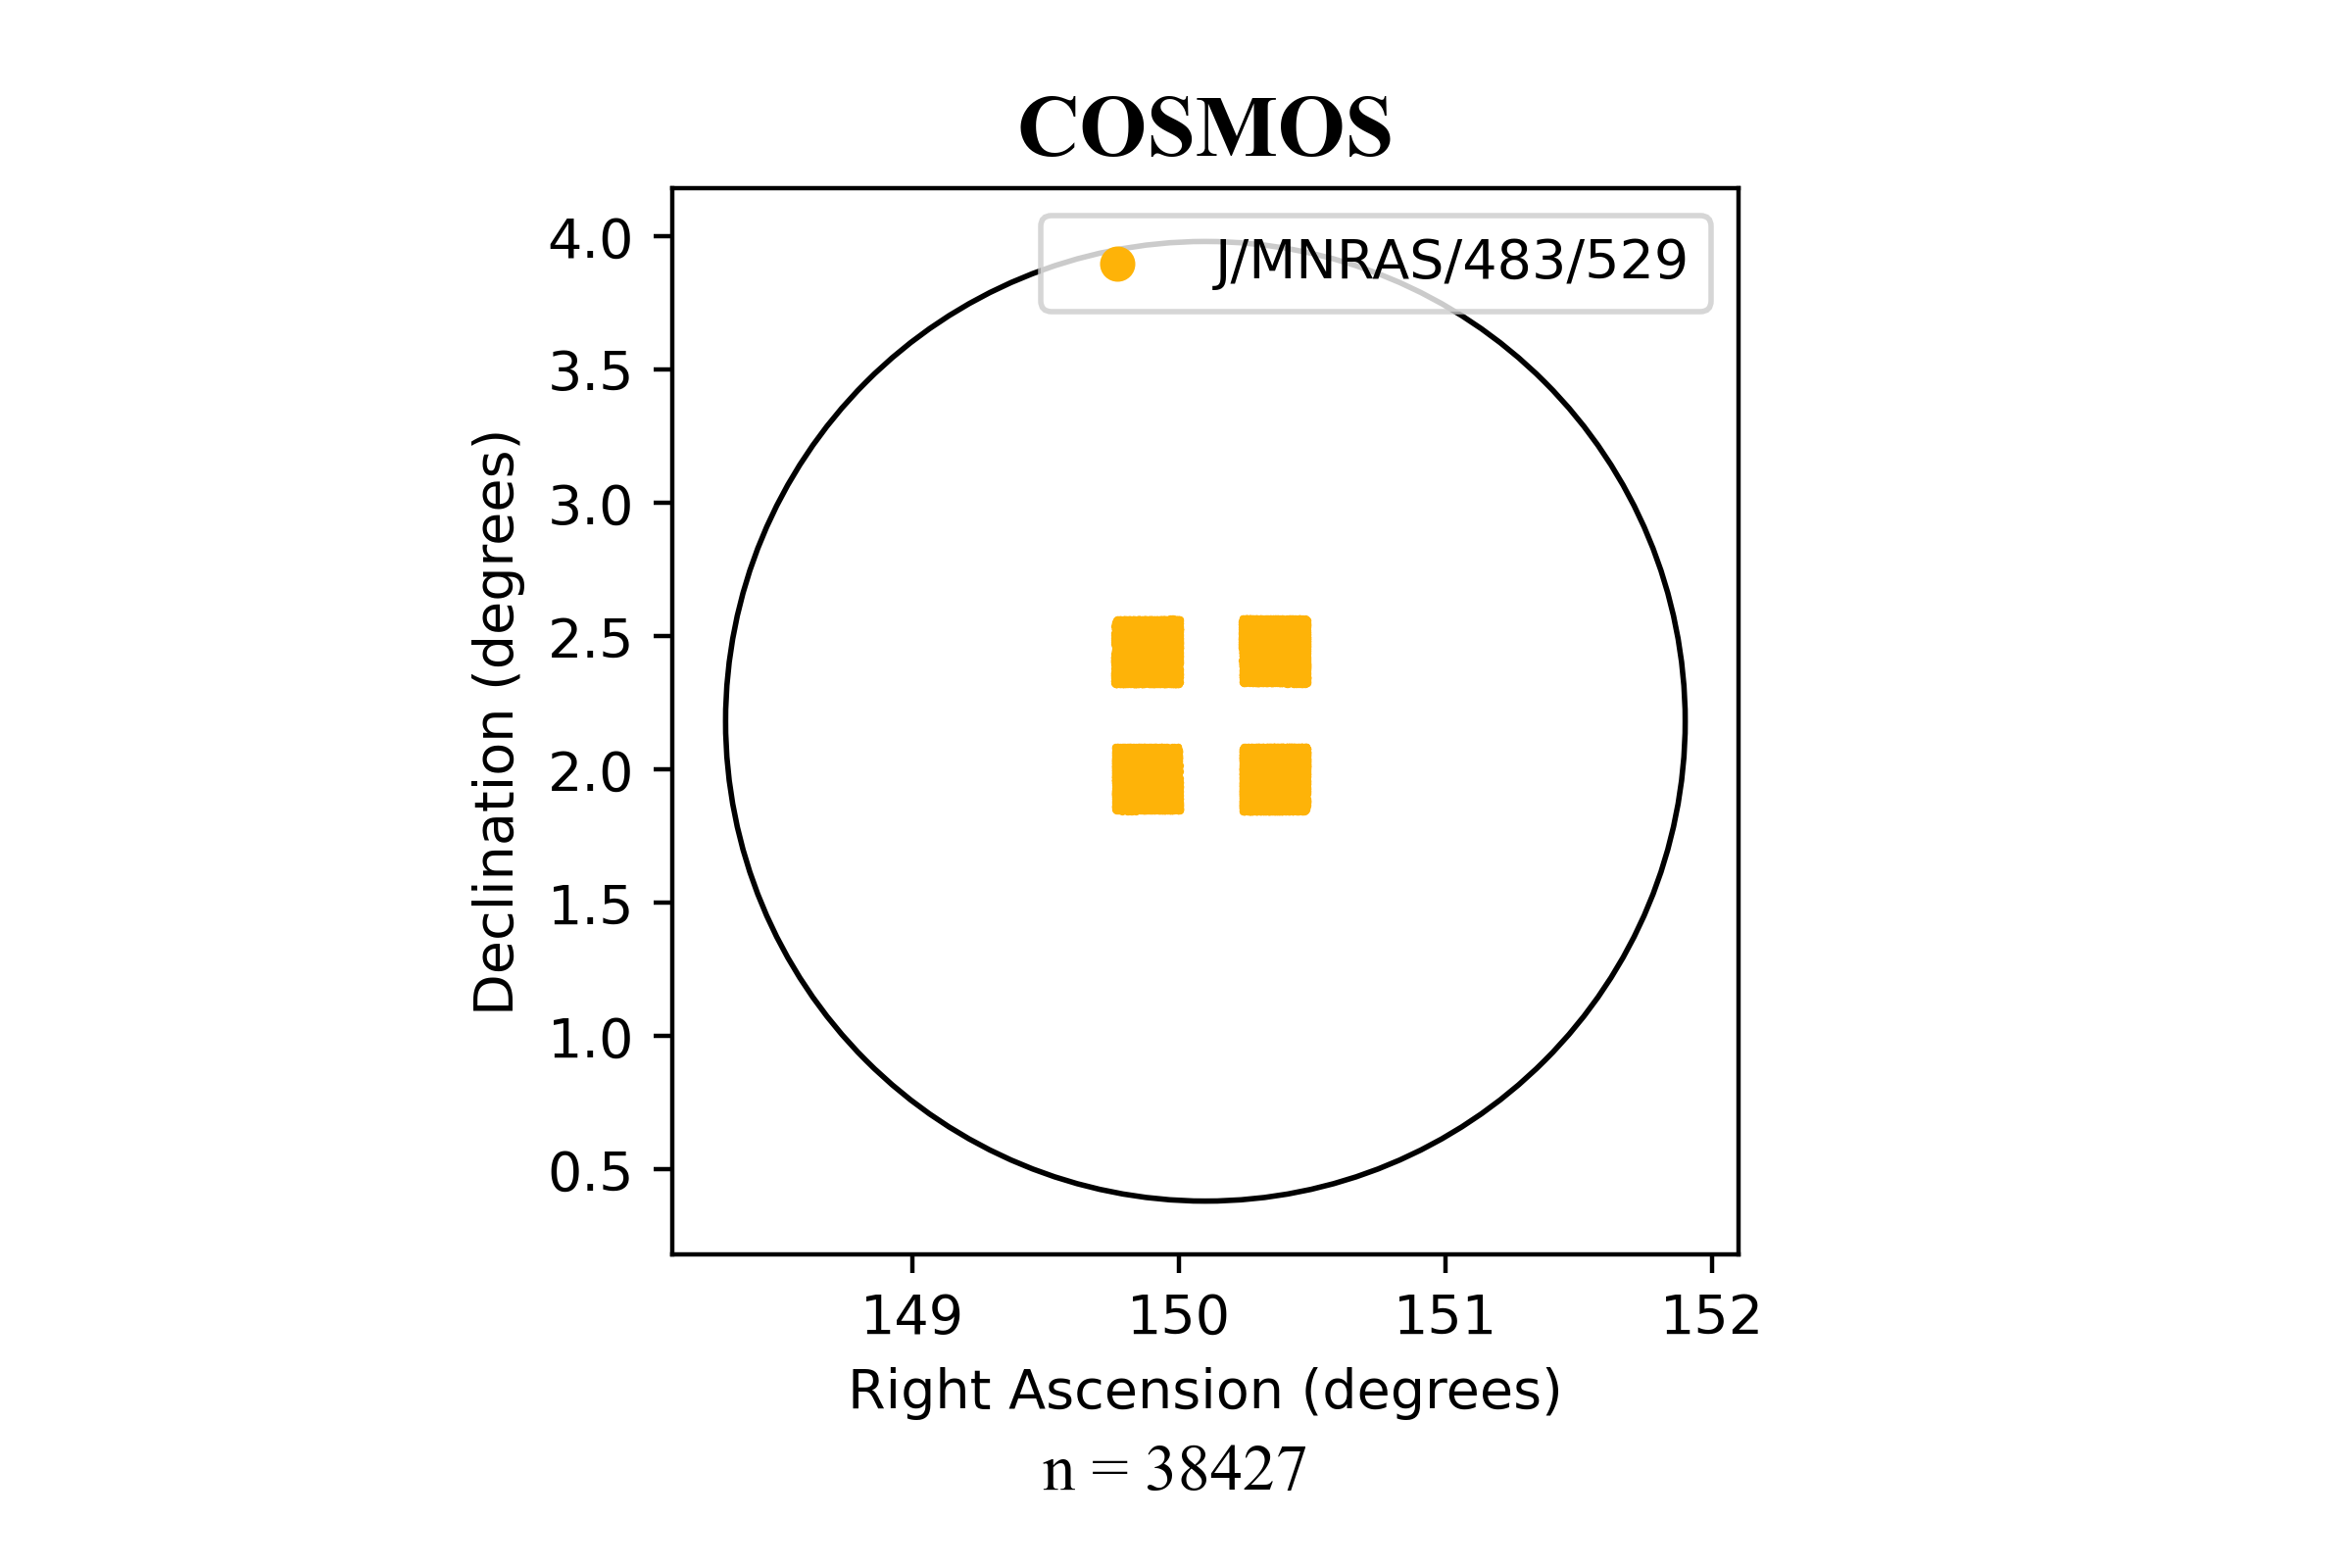 COSMOS
J/MNRAS/483/529
4.0
3.5
3.0
2.5
2.0
1.5
1.0
0.5
Declination (degrees)
149 150 151 152
Right Ascension (degrees)
n = 38427